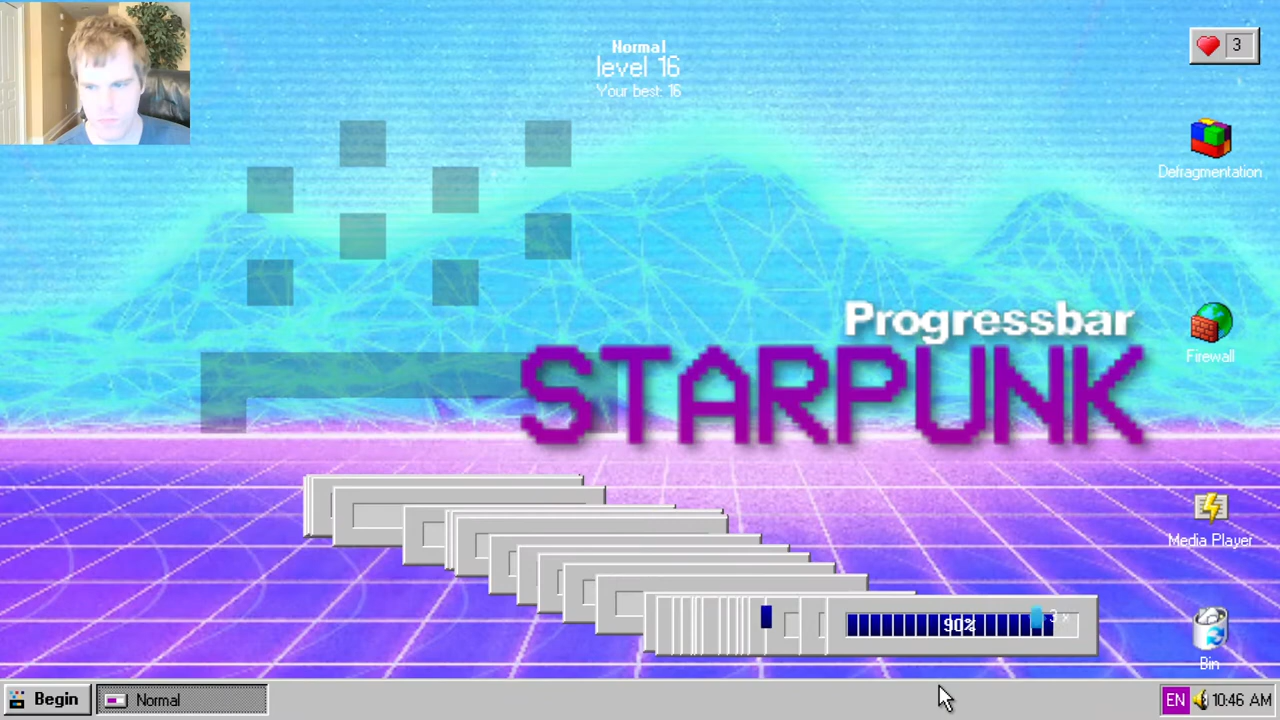 Normal
level 16
Your best: 16
3
Defragmentation
Progressbar
STARPUNK
Firewall
Media Player
90%
3 x
Bin
Begin
Normal
EN
10:46 AM